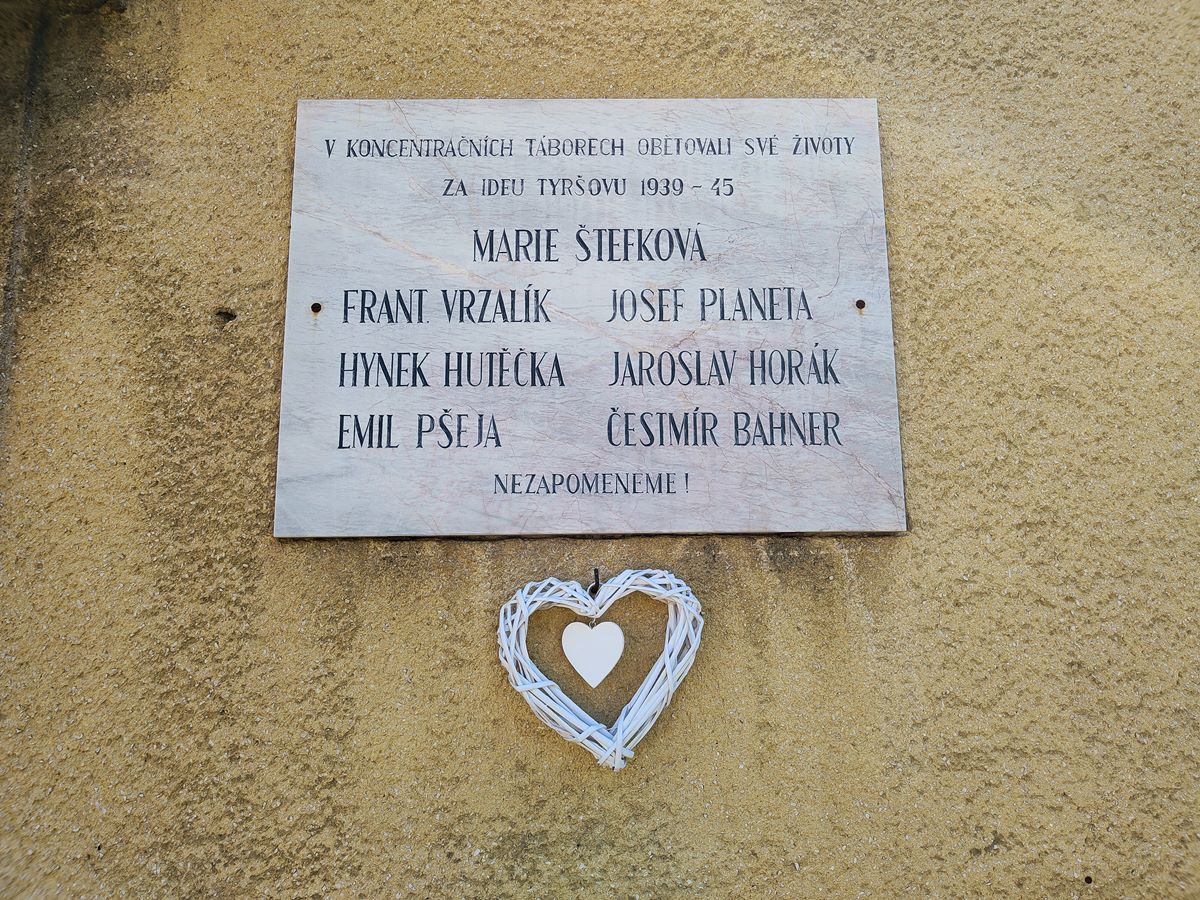 V KONCENTRAČNÍCH TÁBORECH OBĚTOVALI SVÉ ŽIVOTY
ZA IDEU TYRŠOVU 1939 - 45
MARIE ŠTEFKOVÁ
FRANT. VRZALÍK JOSEF PLANETA
HYNEK HUTĚČKA JAROSLAV HORÁK
EMIL PŠEJA ČESTMÍR BAHNER
NEZAPOMENEME !